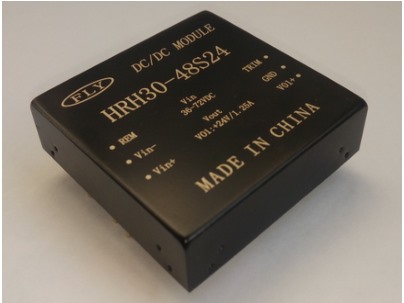 FLY
DC/DC MODULE
HRH30-48S24
Vin
36-72VDC
Vout
VO1:+24V/1.25A
REM
Vin-
Vin+
TRIM
GND
VO1+
MADE IN CHINA